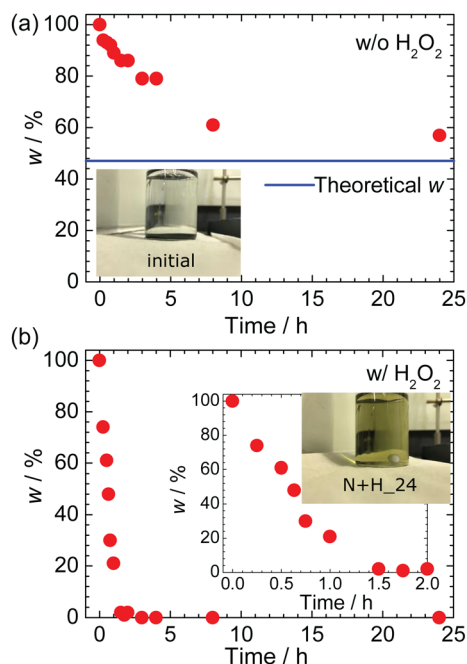 (a)
100
80
60
40
20
0
w / %
w/o H₂O₂
Theoretical w
initial
0 5 10 15 20 25
Time / h
(b)
100
80
60
40
20
0
w / %
w/ H₂O₂
100
80
60
40
20
0
w / %
N+H_24
0.0 0.5 1.0 1.5 2.0
Time / h
0 5 10 15 20 25
Time / h